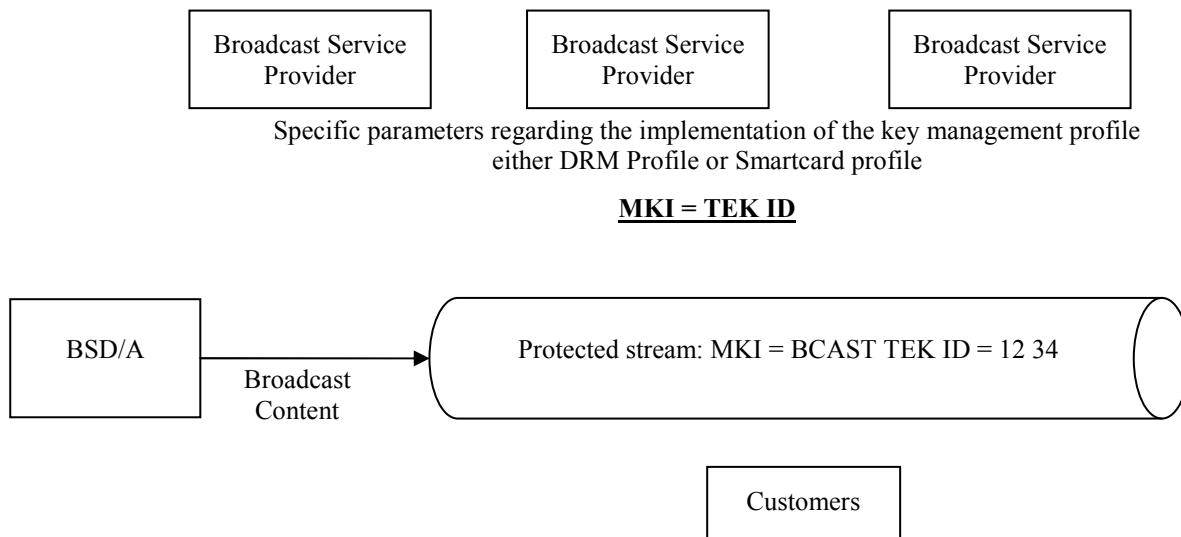 Broadcast Service
Provider
Broadcast Service
Provider
Broadcast Service
Provider
Specific parameters regarding the implementation of the key management profile
either DRM Profile or Smartcard profile
MKI = TEK ID
BSD/A
Broadcast
Content
Protected stream: MKI = BCAST TEK ID = 12 34
Customers